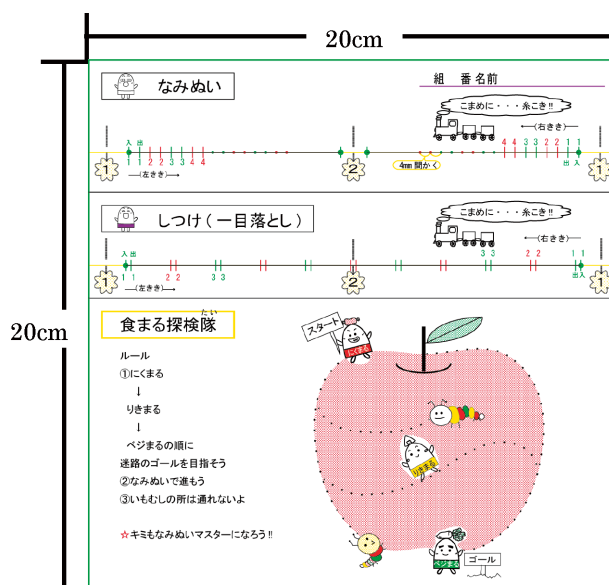 20cm
20cm
なみぬい
組 番名前
こまめに・・・糸こき!!
←(右きき)
入 出
1 1 2 2 3 3 4 4
4 4 3 3 2 2 1 1
出 入
→(左きき)→
4mm間かく
1
2
1
しつけ(一目落とし)
こまめに・・・糸こき!!
←(右きき)
入 出
1 1 2 2 3 3
3 3 2 2 1 1
出入
←(左きき)→
1
2
1
食まる探検隊
たい
スタート
にくまる
ルール
①にくまる
↓
りきまる
↓
ベジまるの順に
迷路のゴールを目指そう
②なみぬいで進もう
③いもむしの所は通れないよ
☆キミもなみぬいマスターになろう!!
りきまる
ベジまる
ゴール